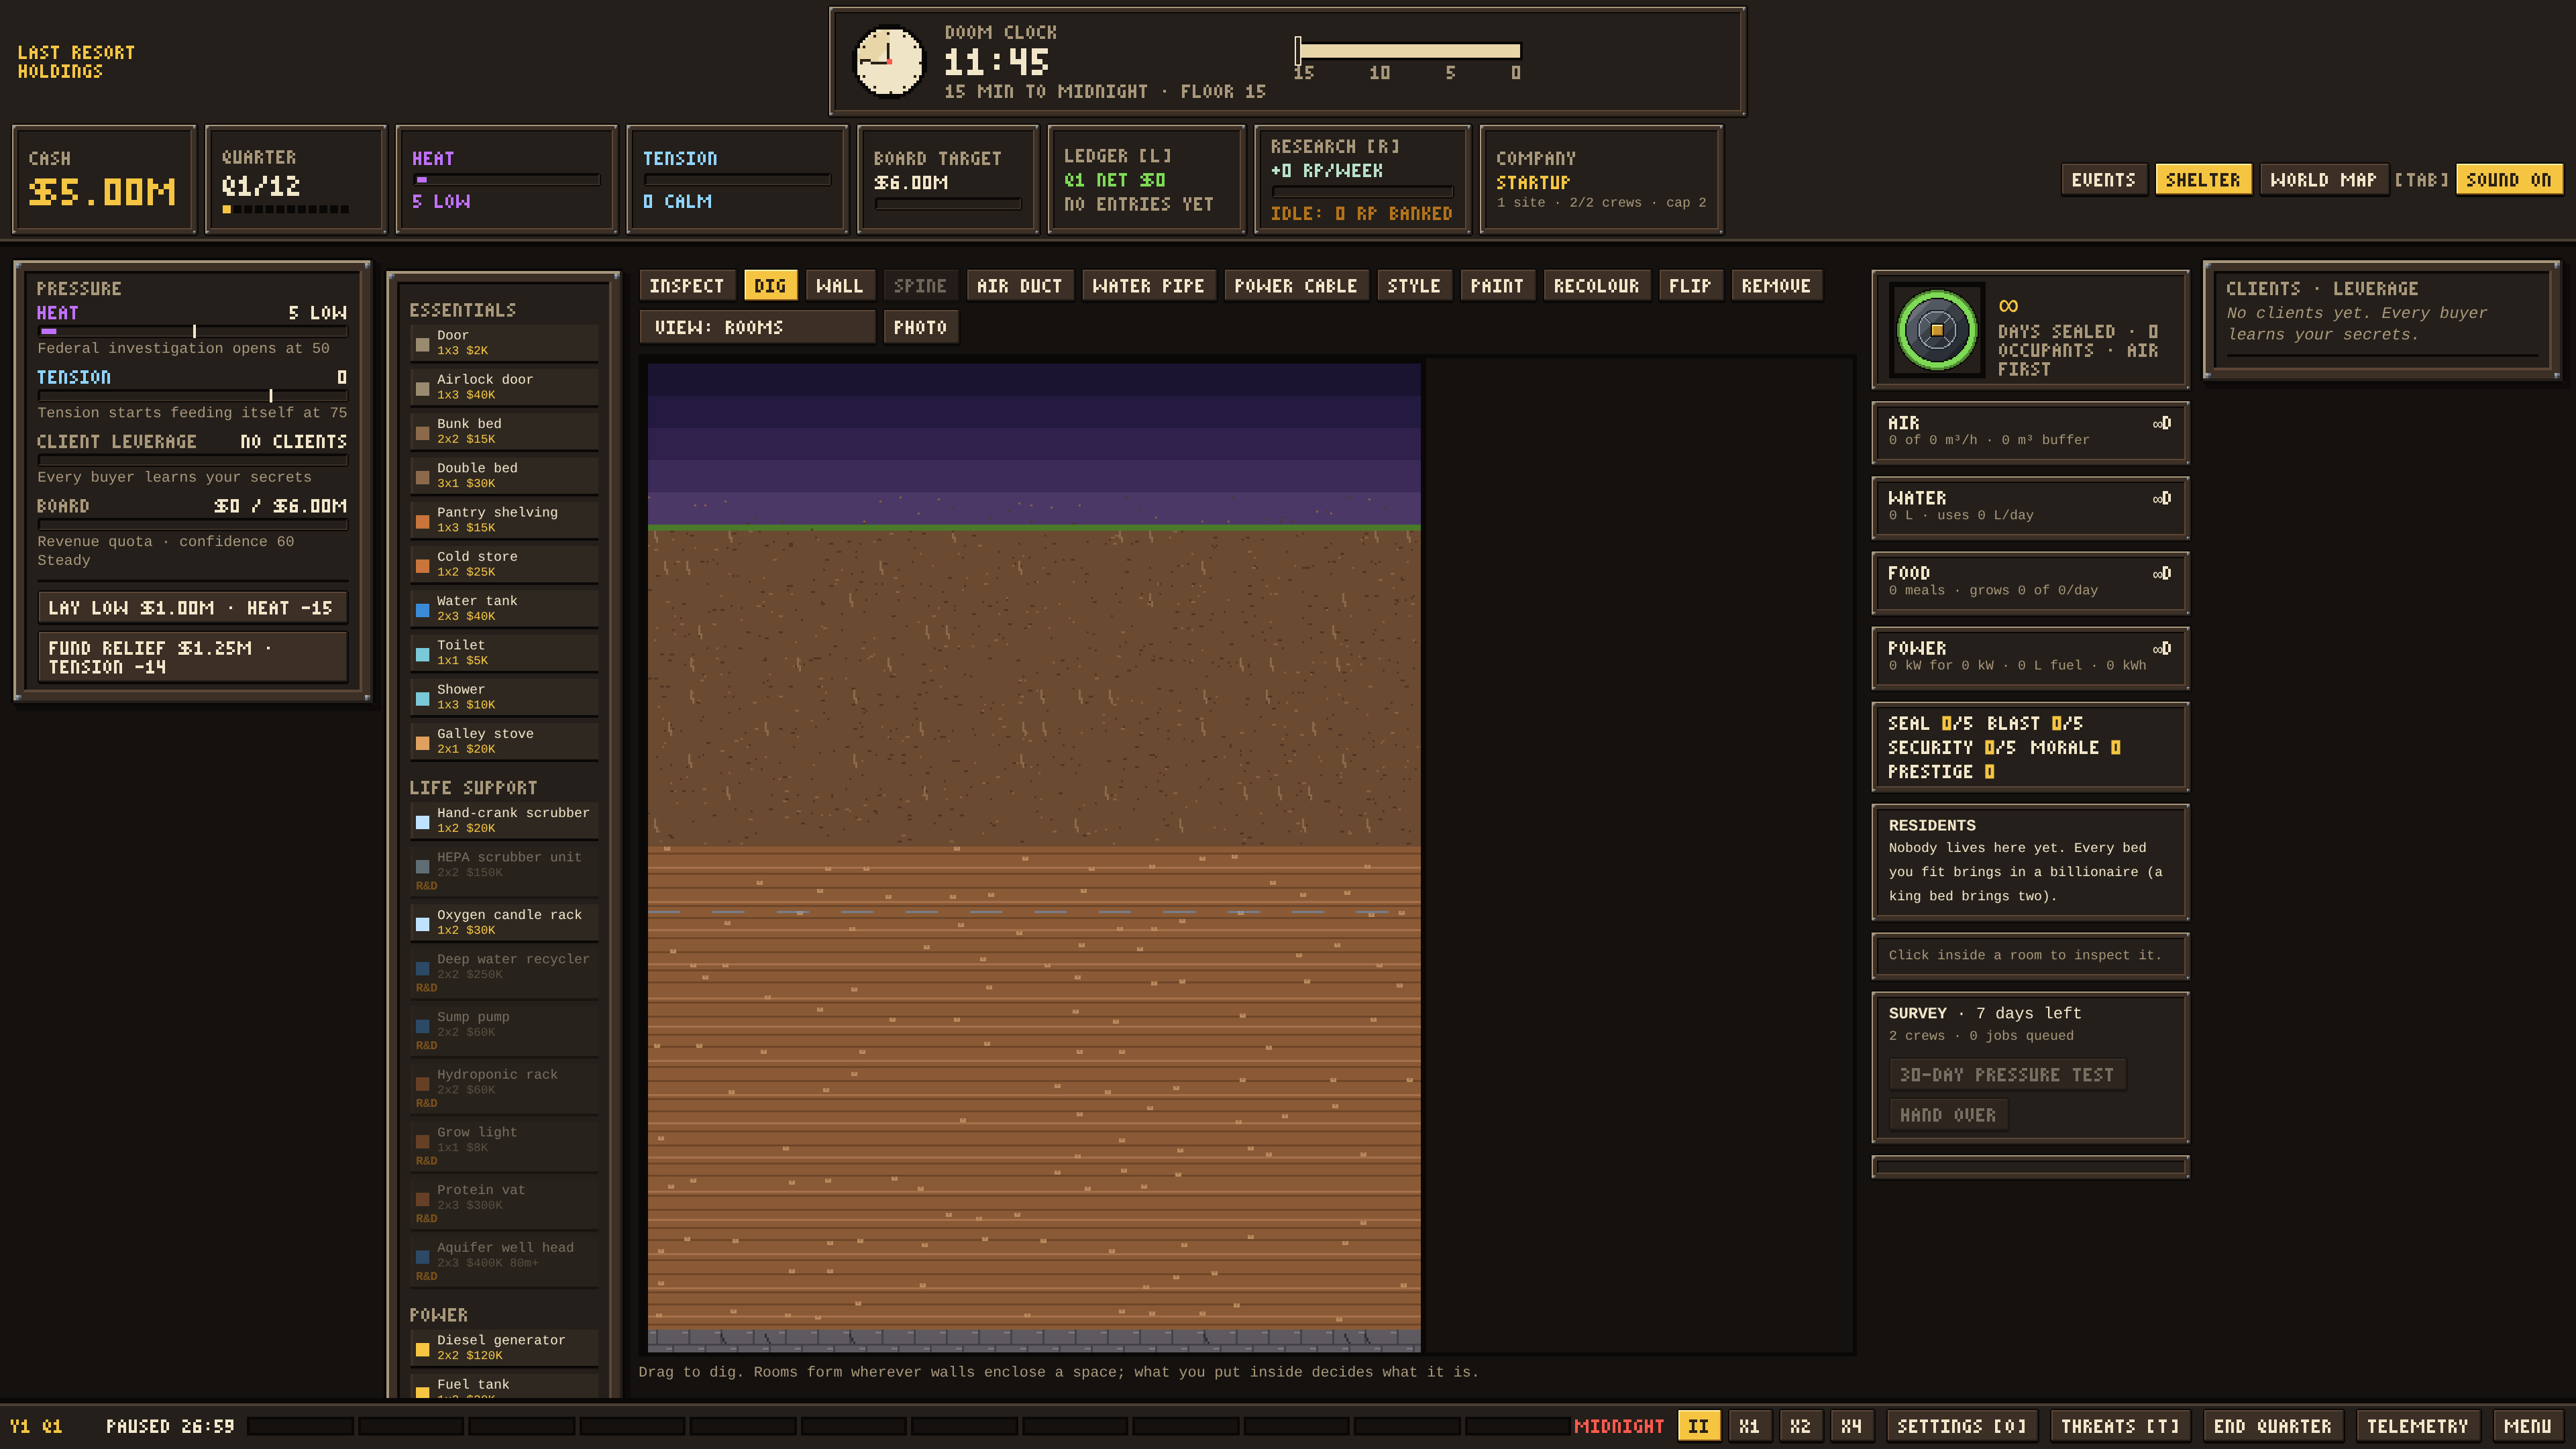 LAST RESORT
HOLDINGS
DOOM CLOCK
11:45
15 MIN TO MIDNIGHT · FLOOR 15
15 10 5 0
CASH
$5.00M
QUARTER
Q1/12
HEAT
5 LOW
TENSION
0 CALM
BOARD TARGET
$6.00M
LEDGER [L]
Q1 NET $0
NO ENTRIES YET
RESEARCH [R]
+0 RP/WEEK
IDLE: 0 RP BANKED
COMPANY
STARTUP
1 site · 2/2 crews · cap 2
EVENTS
SHELTER
WORLD MAP
[TAB]
SOUND ON
PRESSURE
HEAT 5 LOW
Federal investigation opens at 50
TENSION 0
Tension starts feeding itself at 75
CLIENT LEVERAGE NO CLIENTS
Every buyer learns your secrets
BOARD $0 / $6.00M
Revenue quota · confidence 60
Steady
LAY LOW $1.00M · HEAT -15
FUND RELIEF $1.25M ·
TENSION -14
ESSENTIALS
Door
1x3 $2K
Airlock door
1x3 $40K
Bunk bed
2x2 $15K
Double bed
3x1 $30K
Pantry shelving
1x3 $15K
Cold store
1x2 $25K
Water tank
2x3 $40K
Toilet
1x1 $5K
Shower
1x3 $10K
Galley stove
2x1 $20K
LIFE SUPPORT
Hand-crank scrubber
1x2 $20K
HEPA scrubber unit
2x2 $150K
R&D
Oxygen candle rack
1x2 $30K
Deep water recycler
2x2 $250K
R&D
Sump pump
2x2 $60K
R&D
Hydroponic rack
2x2 $60K
R&D
Grow light
1x1 $8K
R&D
Protein vat
2x3 $300K
R&D
Aquifer well head
2x3 $400K 80m+
R&D
POWER
Diesel generator
2x2 $120K
Fuel tank
INSPECT
DIG
WALL
SPINE
AIR DUCT
WATER PIPE
POWER CABLE
STYLE
PAINT
RECOLOUR
FLIP
REMOVE
VIEW: ROOMS
PHOTO
Drag to dig. Rooms form wherever walls enclose a space; what you put inside decides what it is.
∞
DAYS SEALED · 0
OCCUPANTS · AIR
FIRST
AIR ∞D
0 of 0 m³/h · 0 m³ buffer
WATER ∞D
0 L · uses 0 L/day
FOOD ∞D
0 meals · grows 0 of 0/day
POWER ∞D
0 kW for 0 kW · 0 L fuel · 0 kWh
SEAL 0/5 BLAST 0/5
SECURITY 0/5 MORALE 0
PRESTIGE 0
RESIDENTS
Nobody lives here yet. Every bed
you fit brings in a billionaire (a
king bed brings two).
Click inside a room to inspect it.
SURVEY · 7 days left
2 crews · 0 jobs queued
30-DAY PRESSURE TEST
HAND OVER
CLIENTS · LEVERAGE
No clients yet. Every buyer
learns your secrets.
Y1 Q1
PAUSED 26:59
MIDNIGHT
II
X1
X2
X4
SETTINGS [O]
THREATS [T]
END QUARTER
TELEMETRY
MENU